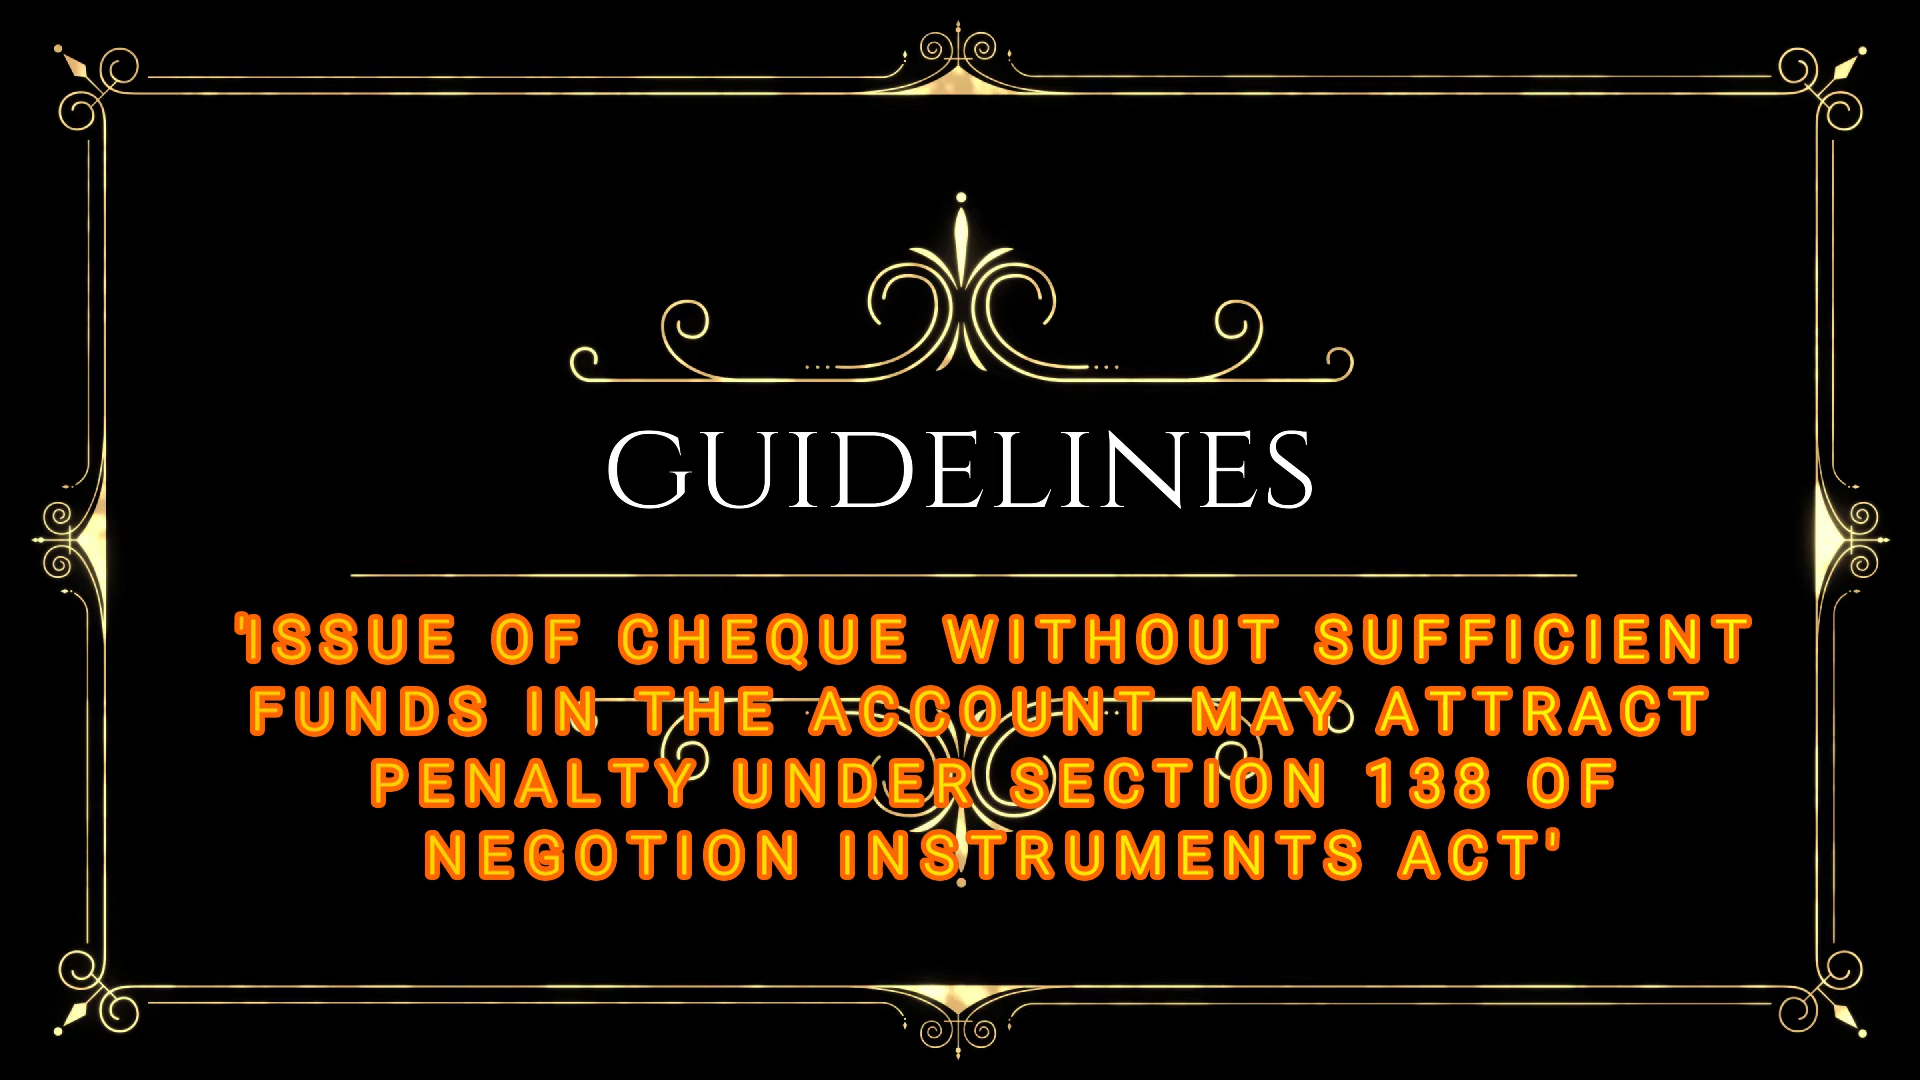 GUIDELINES
'ISSUE OF CHEQUE WITHOUT SUFFICIENT
FUNDS IN THE ACCOUNT MAY ATTRACT
PENALTY UNDER SECTION 138 OF
NEGOTION INSTRUMENTS ACT'